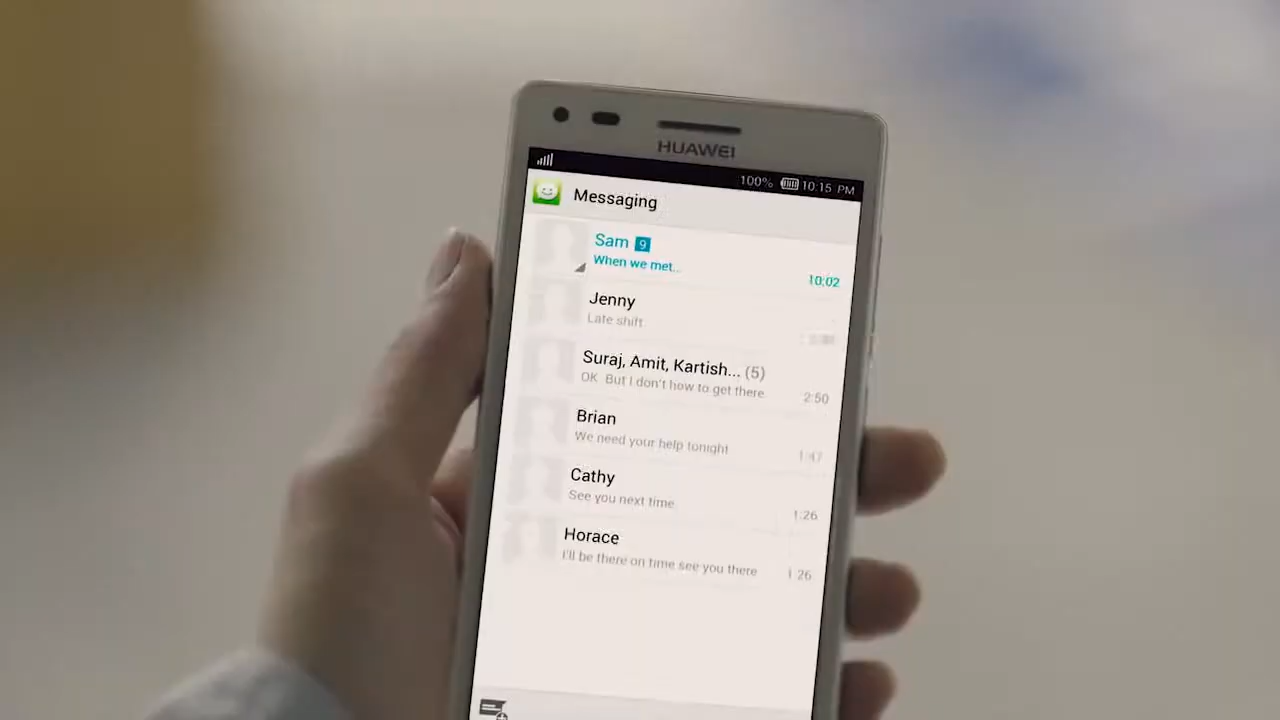 HUAWEI
100% 10:15 PM
Messaging
Sam 9
When we met...
10:02
Jenny
Late shift
Suraj, Amit, Kartish... (5)
OK But I don't how to get there
2:50
Brian
We need your help tonight
1:47
Cathy
See you next time
1:26
Horace
I'll be there on time see you there
1 26